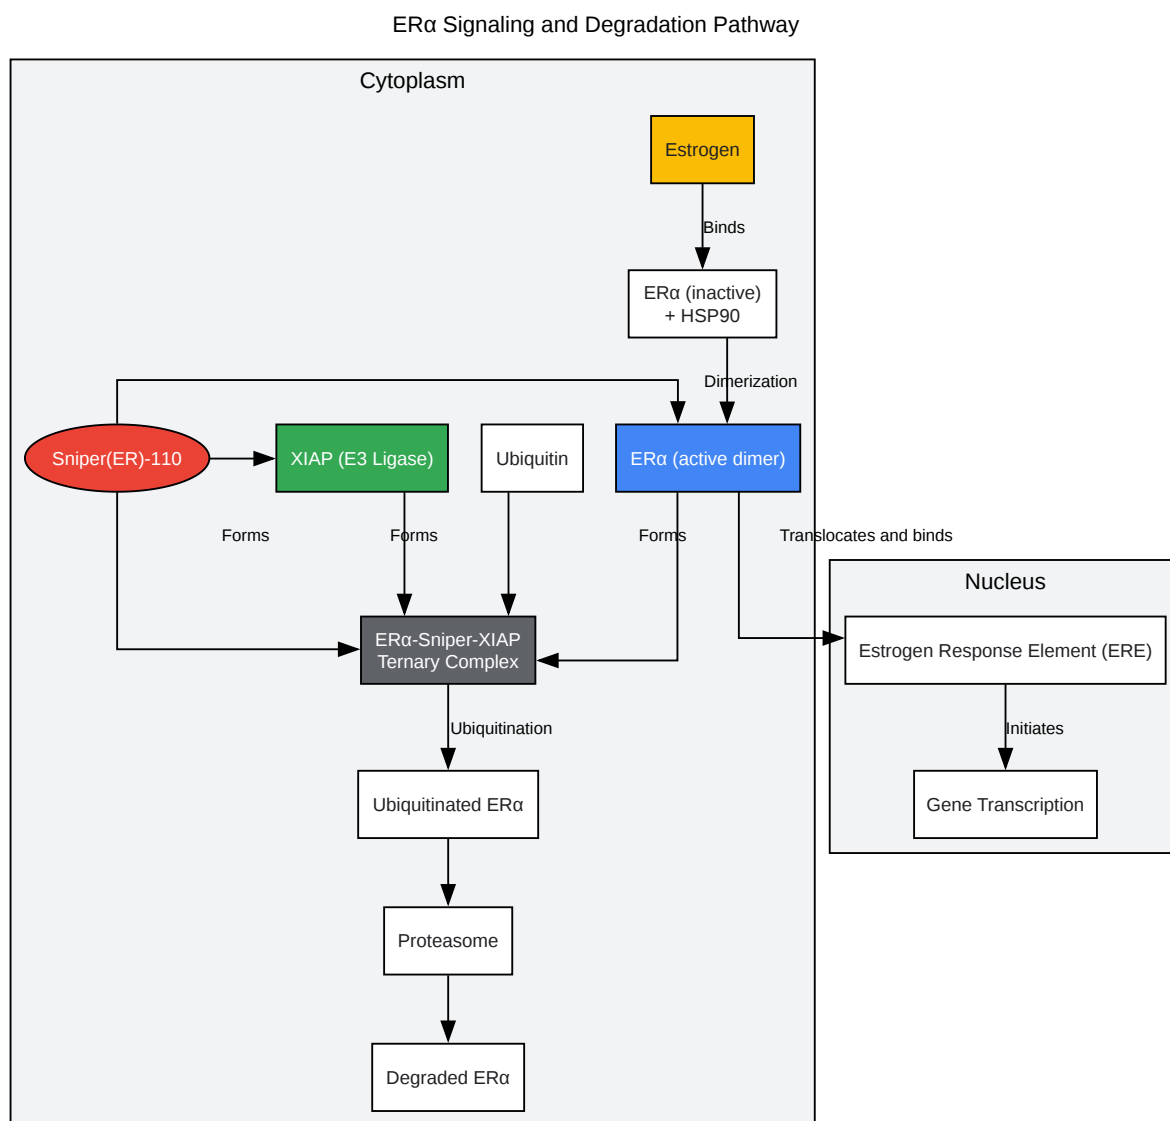 ERα Signaling and Degradation Pathway
Cytoplasm
Estrogen
Binds
ERα (inactive)
+ HSP90
Dimerization
Sniper(ER)-110
XIAP (E3 Ligase)
Ubiquitin
ERα (active dimer)
Forms
Forms
Forms
Translocates and binds
Nucleus
ERα-Sniper-XIAP
Ternary Complex
Estrogen Response Element (ERE)
Ubiquitination
Initiates
Ubiquitinated ERα
Gene Transcription
Proteasome
Degraded ERα